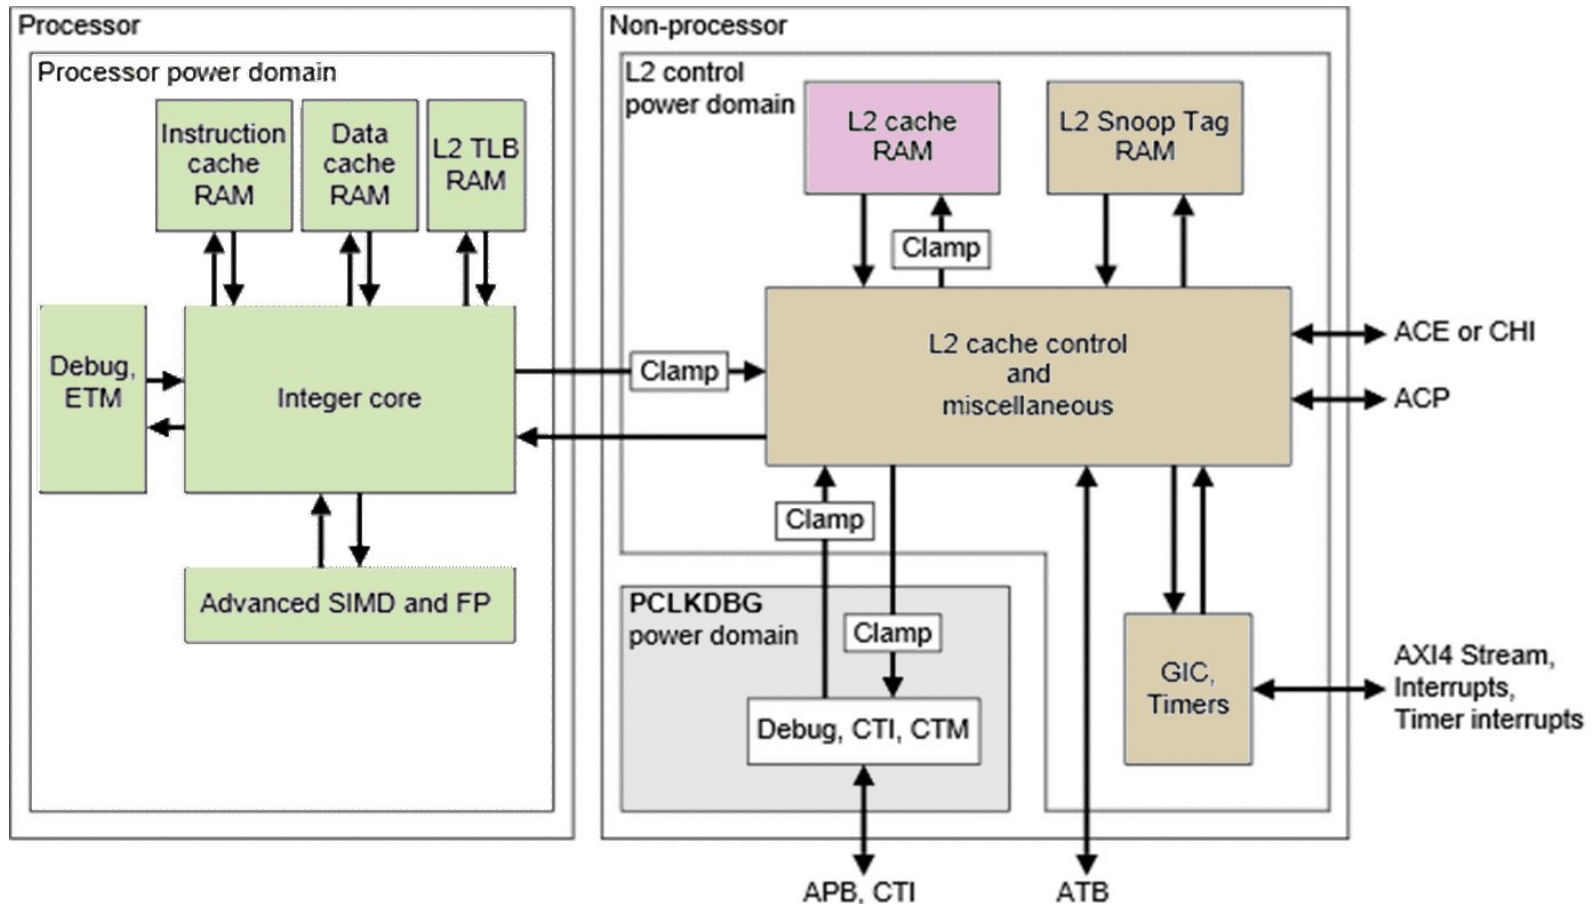 Processor
Processor power domain
Instruction
cache
RAM
Data
cache
RAM
L2 TLB
RAM
Debug,
ETM
Integer core
Advanced SIMD and FP
Non-processor
L2 control
power domain
L2 cache
RAM
L2 Snoop Tag
RAM
Clamp
Clamp
L2 cache control
and
miscellaneous
ACE or CHI
ACP
Clamp
PCLKDBG
power domain
Clamp
Debug, CTI, CTM
GIC,
Timers
AXI4 Stream,
Interrupts,
Timer interrupts
APB, CTI
ATB